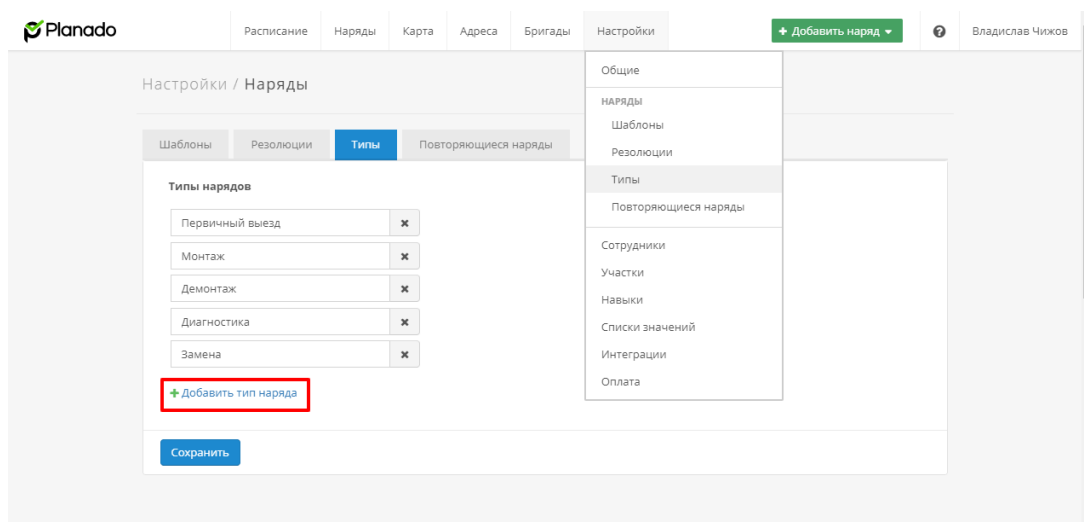 Planado
Расписание Наряды Карта Адреса Бригады Настройки + Добавить наряд Владислав Чижов
Настройки / Наряды
Шаблоны Резолюции Типы Повторяющиеся наряды
Типы нарядов
Первичный выезд
Монтаж
Демонтаж
Диагностика
Замена
+ Добавить тип наряда
Сохранить
Общие
НАРЯДЫ
Шаблоны
Резолюции
Типы
Повторяющиеся наряды
Сотрудники
Участки
Навыки
Списки значений
Интеграции
Оплата